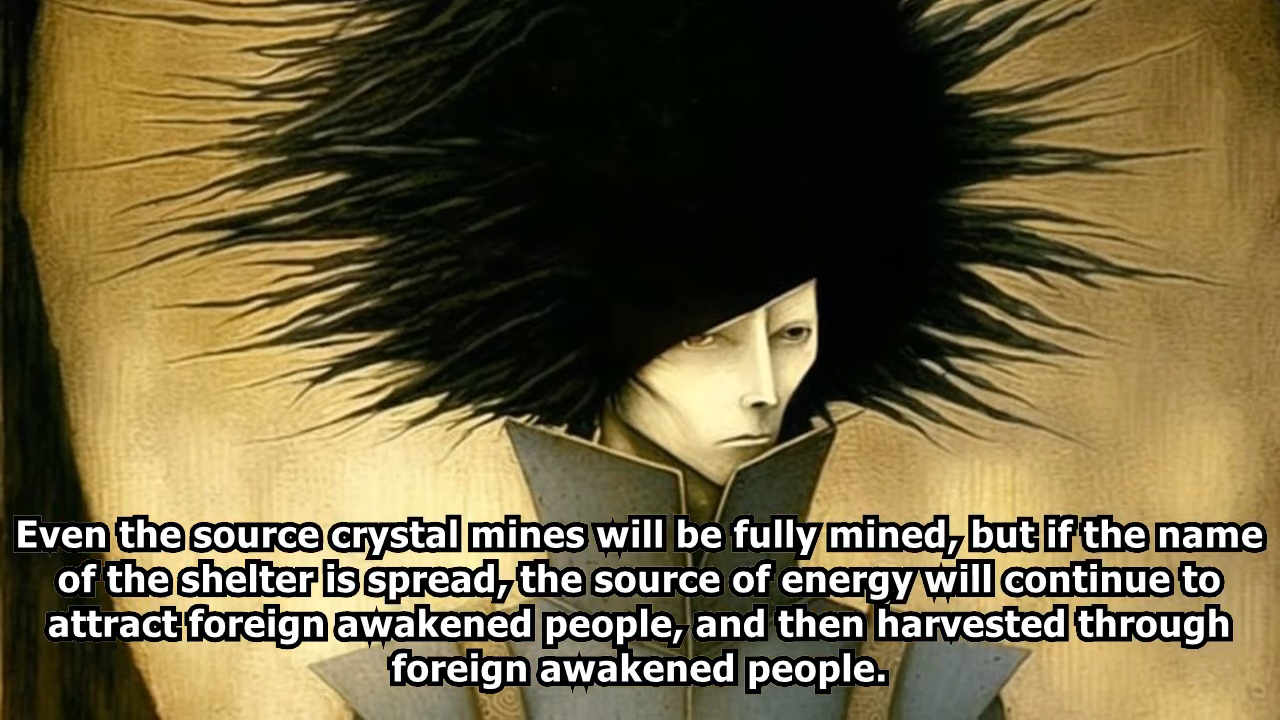 Even the source crystal mines will be fully mined, but if the name
of the shelter is spread, the source of energy will continue to
attract foreign awakened people, and then harvested through
foreign awakened people.